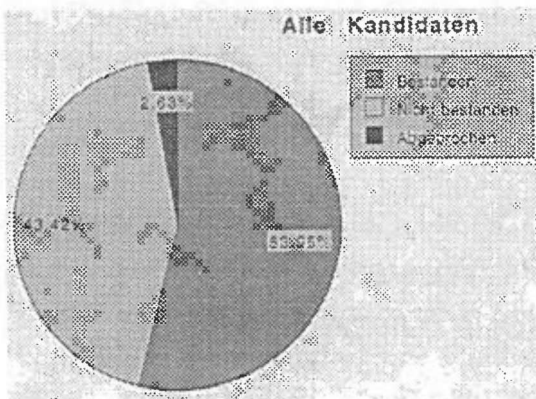 Alle Kandidaten
Bestanden
Nicht bestanden
Abgebrochen
2,63%
43,42%
53,95%